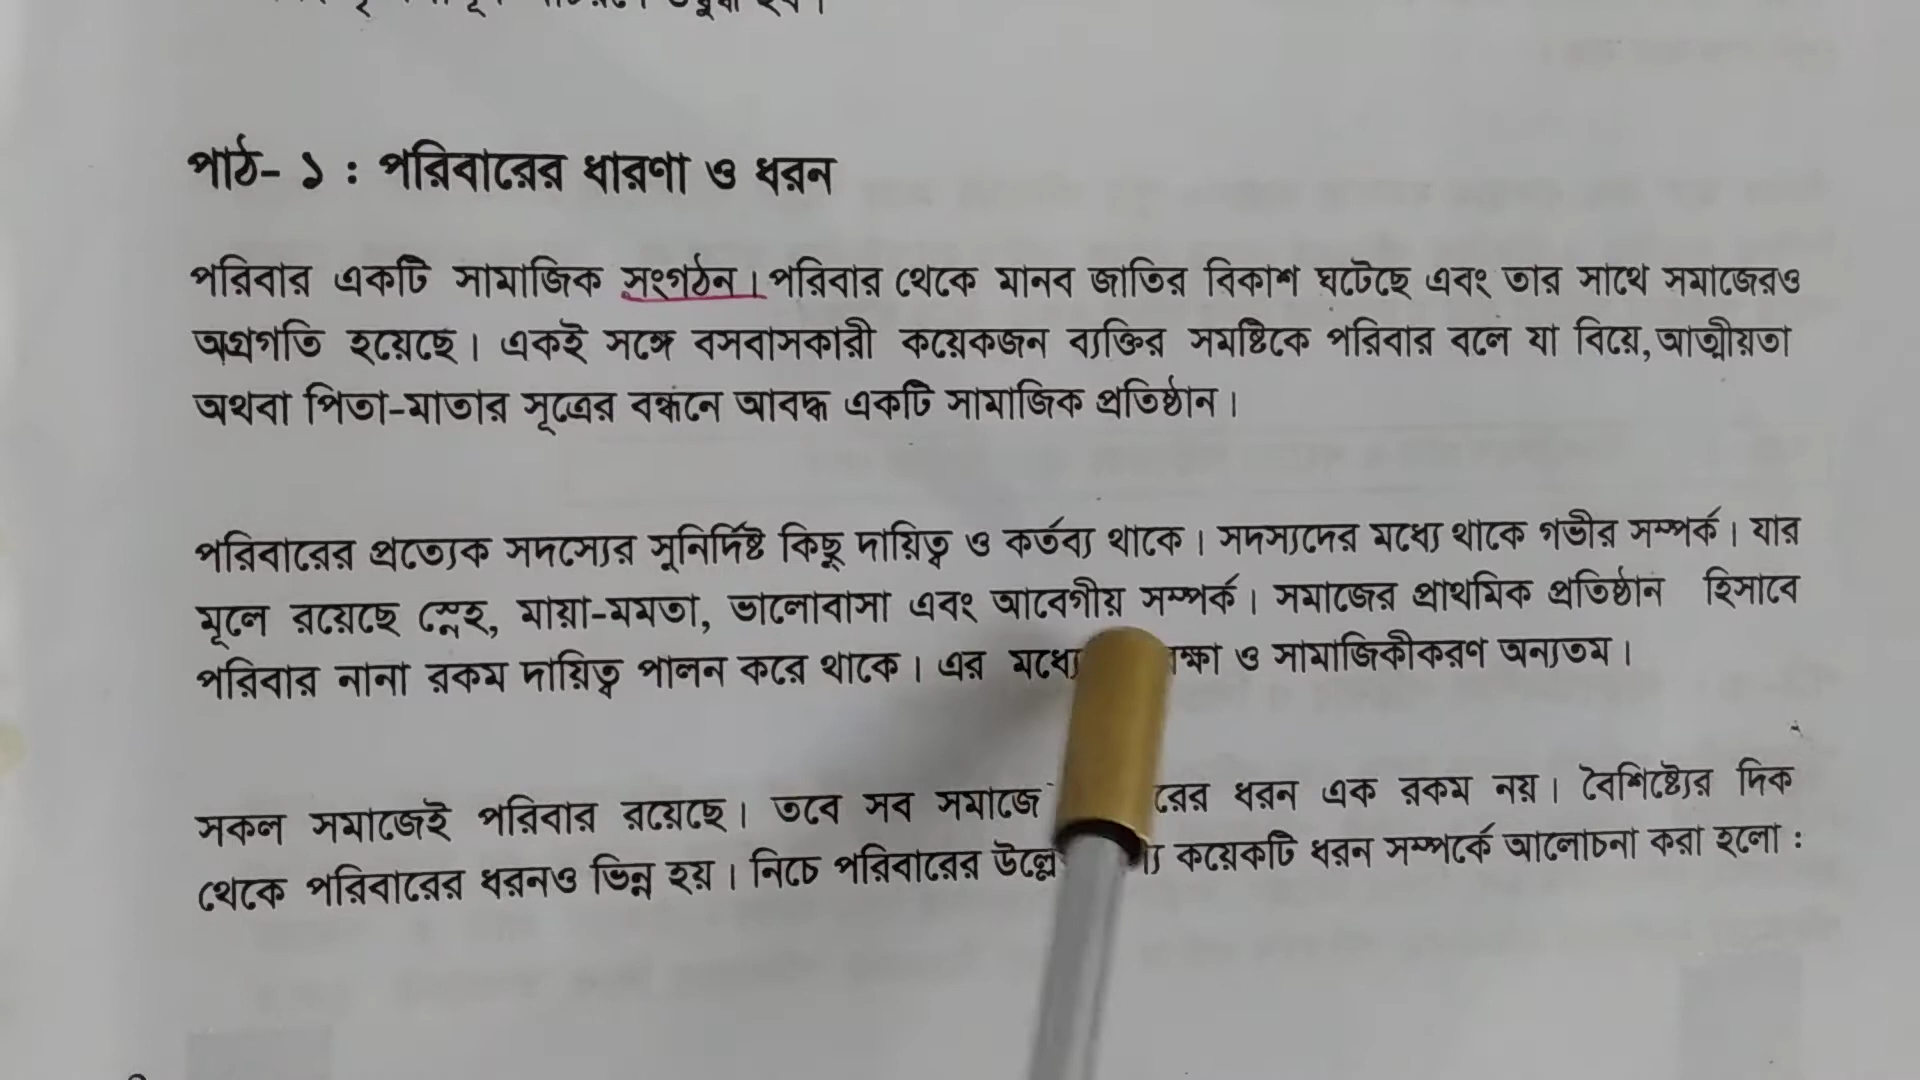 পাঠ- ১ : পরিবারের ধারণা ও ধরন
পরিবার একটি সামাজিক সংগঠন। পরিবার থেকে মানব জাতির বিকাশ ঘটেছে এবং তার সাথে সমাজেরও
অগ্রগতি হয়েছে। একই সঙ্গে বসবাসকারী কয়েকজন ব্যক্তির সমষ্টিকে পরিবার বলে যা বিয়ে, আত্মীয়তা
অথবা পিতা-মাতার সূত্রের বন্ধনে আবদ্ধ একটি সামাজিক প্রতিষ্ঠান।
পরিবারের প্রত্যেক সদস্যের সুনির্দিষ্ট কিছু দায়িত্ব ও কর্তব্য থাকে। সদস্যদের মধ্যে থাকে গভীর সম্পর্ক। যার
মূলে রয়েছে স্নেহ, মায়া-মমতা, ভালোবাসা এবং আবেগীয় সম্পর্ক। সমাজের প্রাথমিক প্রতিষ্ঠান হিসাবে
পরিবার নানা রকম দায়িত্ব পালন করে থাকে। এর মধ্যে ও সামাজিকীকরণ অন্যতম।
সকল সমাজেই পরিবার রয়েছে। তবে সব সমাজে ধরন এক রকম নয়। বৈশিষ্ট্যের দিক
থেকে পরিবারের ধরনও ভিন্ন হয়। নিচে পরিবারের কয়েকটি ধরন সম্পর্কে আলোচনা করা হলো :